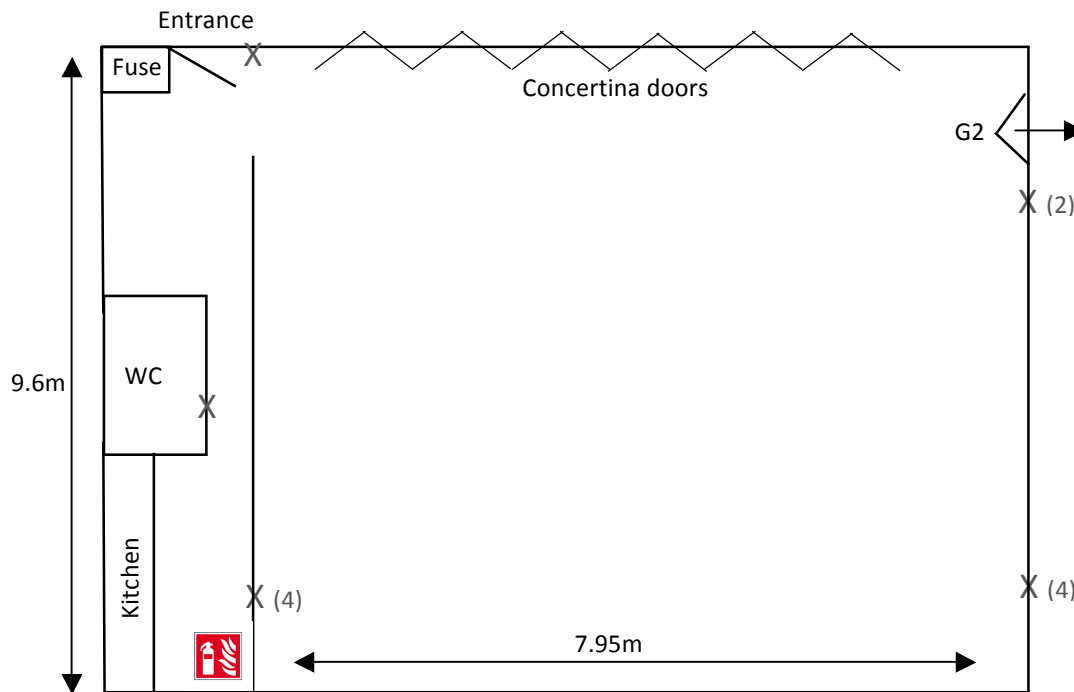 Entrance
X
Fuse
Concertina doors
G2
X (2)
WC
9.6m
X
Kitchen
X (4)
X (4)
7.95m